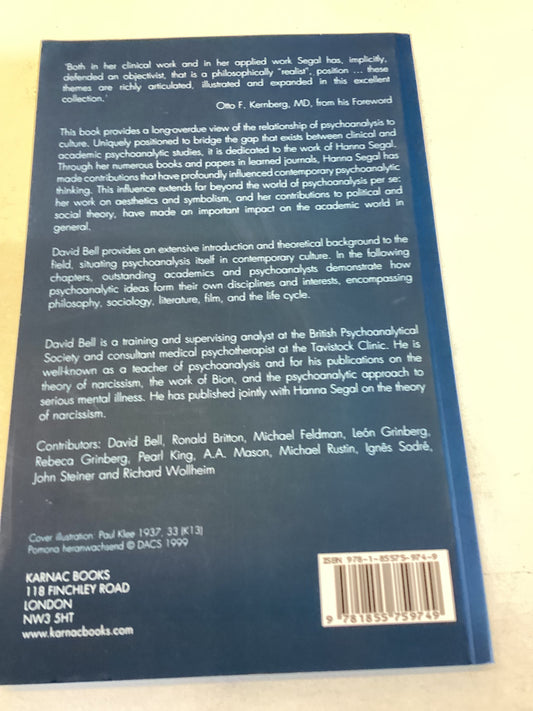 'Both in her clinical work and in her applied work Segal has, implicitly,
defended an objectivist, that is a philosophically "realist", position ... these
themes are richly articulated, illustrated and expanded in this excellent
collection.'
Otto F. Kernberg, MD, from his Foreword
This book provides a long-overdue view of the relationship of psychoanalysis to
culture. Uniquely positioned to bridge the gap that exists between clinical and
academic psychoanalytic studies, it is dedicated to the work of Hanna Segal.
Through her numerous books and papers in learned journals, Hanna Segal has
made contributions that have profoundly influenced contemporary psychoanalytic
thinking. This influence extends far beyond the world of psychoanalysis per se:
her work on aesthetics and symbolism, and her contributions to political and
social theory, have made an important impact on the academic world in
general.
David Bell provides an extensive introduction and theoretical background to the
field, situating psychoanalysis itself in contemporary culture. In the following
chapters, outstanding academics and psychoanalysts demonstrate how
psychoanalytic ideas form their own disciplines and interests, encompassing
philosophy, sociology, literature, film, and the life cycle.
David Bell is a training and supervising analyst at the British Psychoanalytical
Society and consultant medical psychotherapist at the Tavistock Clinic. He is
well-known as a teacher of psychoanalysis and for his publications on the
theory of narcissism, the work of Bion, and the psychoanalytic approach to
serious mental illness. He has published jointly with Hanna Segal on the theory
of narcissism.
Contributors: David Bell, Ronald Britton, Michael Feldman, León Grinberg,
Rebeca Grinberg, Pearl King, A.A. Mason, Michael Rustin, Ignês Sodré,
John Steiner and Richard Wollheim
Cover illustration: Paul Klee 1937, 33 [K13]
Pomona heranwachsend © DACS 1999
KARNAC BOOKS
118 FINCHLEY ROAD
LONDON
NW3 5HT
www.karnacbooks.com
ISBN 978-1-85575-974-9
9 781855 759749